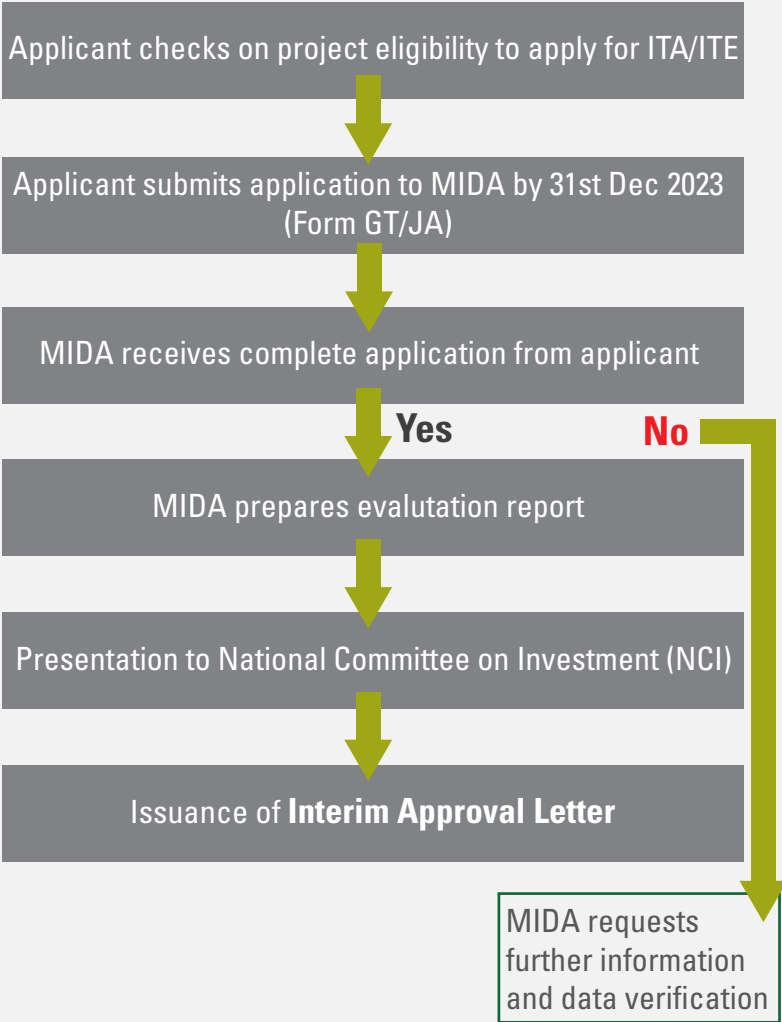 Applicant checks on project eligibility to apply for ITA/ITE
Applicant submits application to MIDA by 31st Dec 2023
(Form GT/JA)
MIDA receives complete application from applicant
Yes
No
MIDA prepares evalutation report
Presentation to National Committee on Investment (NCI)
Issuance of Interim Approval Letter
MIDA requests
further information
and data verification